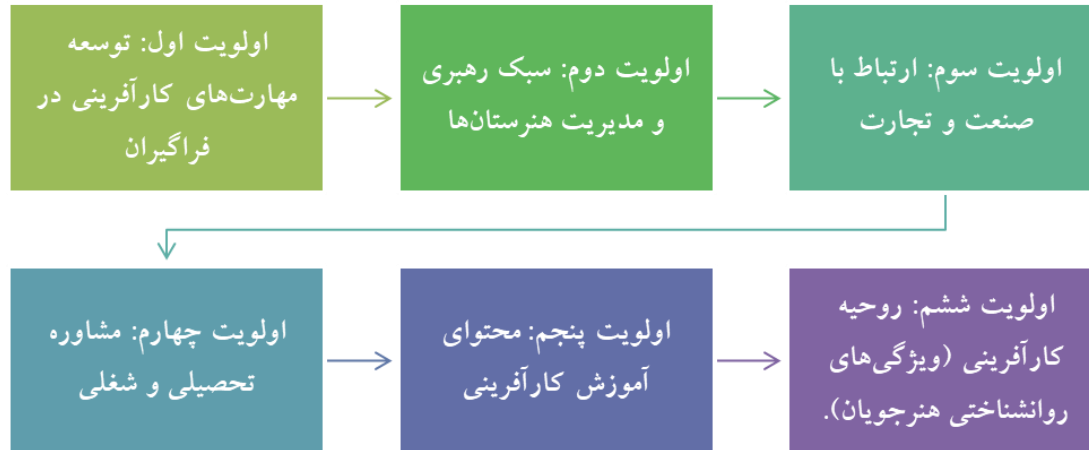 اولویت اول: توسعه
مهارت‌های کارآفرینی در
فراگیران
اولویت دوم: سبک رهبری
و مدیریت هنرستان‌ها
اولویت سوم: ارتباط با
صنعت و تجارت
اولویت چهارم: مشاوره
تحصیلی و شغلی
اولویت پنجم: محتوای
آموزش کارآفرینی
اولویت ششم: روحیه
کارآفرینی (ویژگی‌های
روانشناختی هنرجویان).